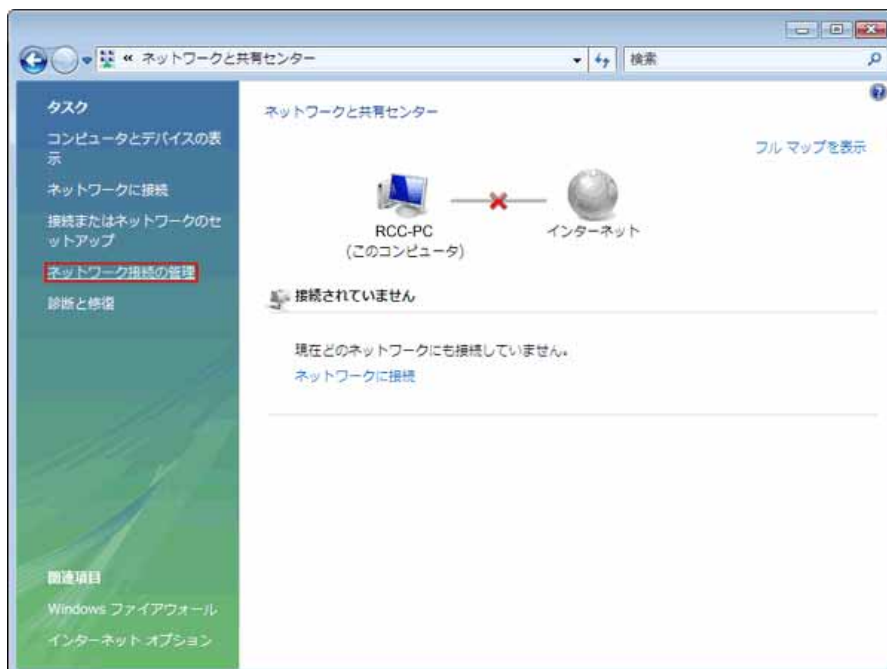 « ネットワークと共有センター
検索
タスク
コンピュータとデバイスの表
示
ネットワークに接続
接続またはネットワークのセ
ットアップ
ネットワーク接続の管理
診断と修復
関連項目
Windows ファイアウォール
インターネット オプション
ネットワークと共有センター
フル マップを表示
RCC-PC
(このコンピュータ)
インターネット
接続されていません
現在どのネットワークにも接続していません。
ネットワークに接続